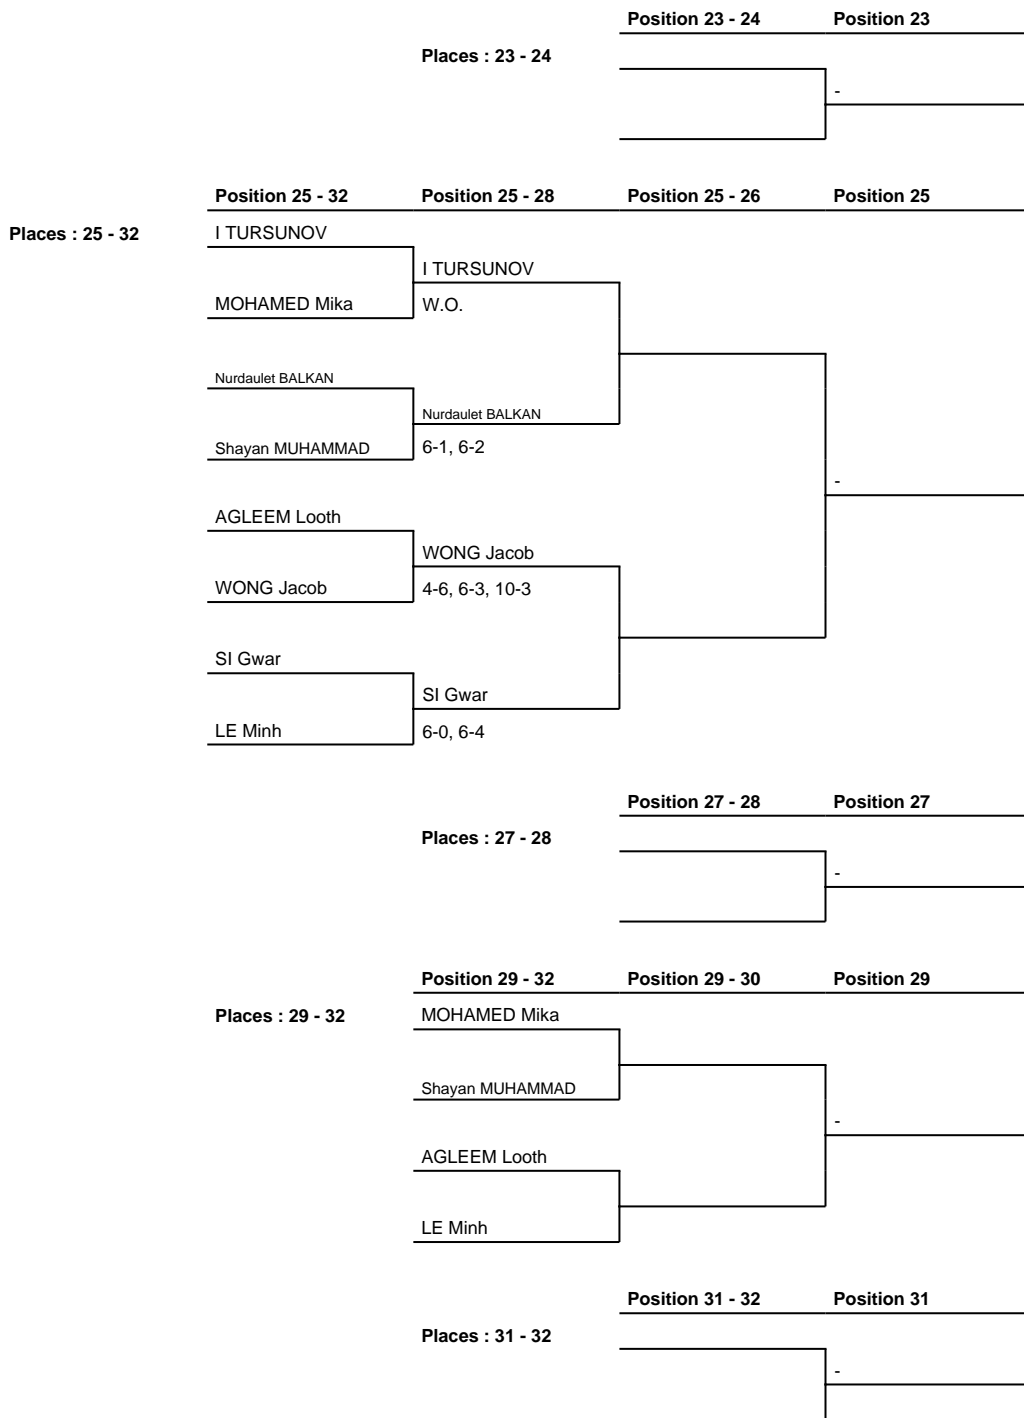 Position 23 - 24 Position 23
Places : 23 - 24
-
Position 25 - 32 Position 25 - 28 Position 25 - 26 Position 25
Places : 25 - 32 I TURSUNOV
I TURSUNOV
MOHAMED Mika W.O.
Nurdaulet BALKAN
Nurdaulet BALKAN
Shayan MUHAMMAD 6-1, 6-2
-
AGLEEM Looth
WONG Jacob
WONG Jacob 4-6, 6-3, 10-3
SI Gwar
SI Gwar
LE Minh 6-0, 6-4
Position 27 - 28 Position 27
Places : 27 - 28
-
Position 29 - 32 Position 29 - 30 Position 29
Places : 29 - 32 MOHAMED Mika
Shayan MUHAMMAD
-
AGLEEM Looth
LE Minh
Position 31 - 32 Position 31
Places : 31 - 32
-